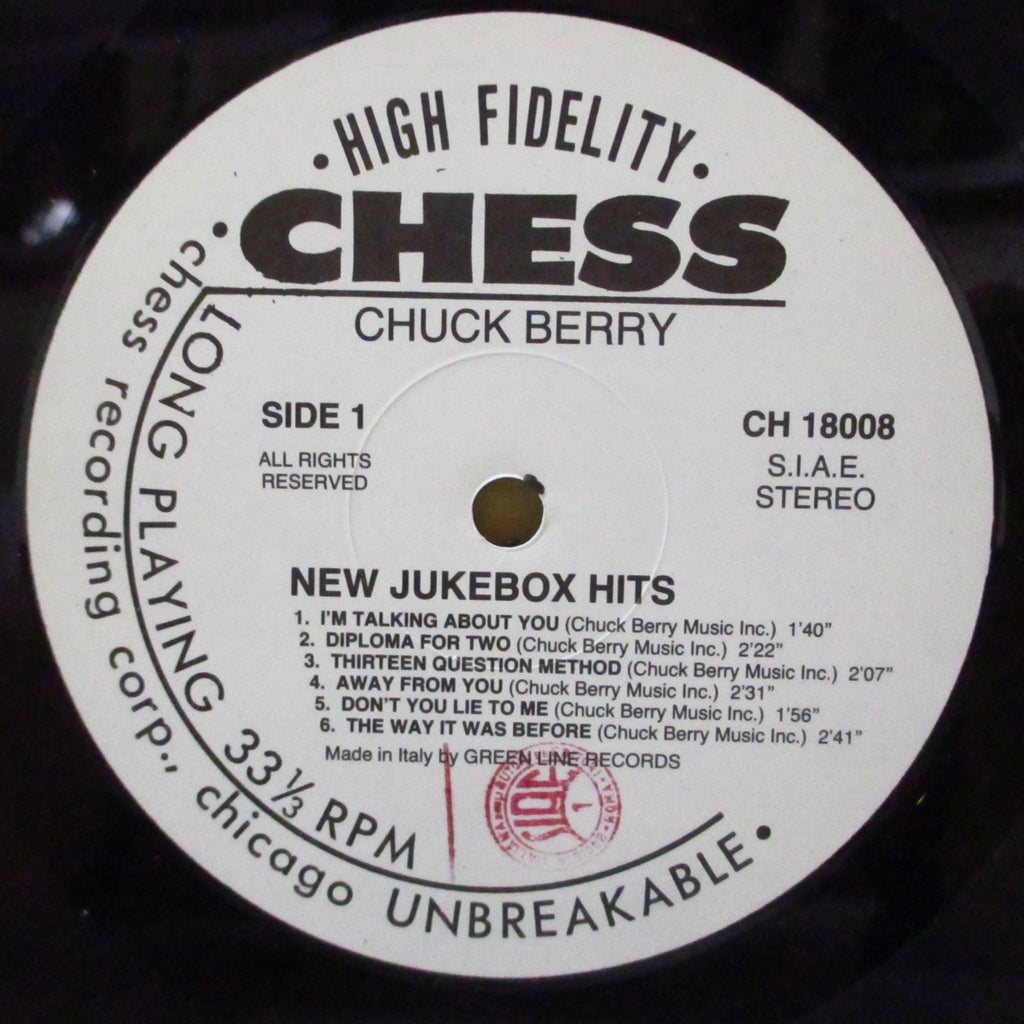 • HIGH FIDELITY •
CHESS
CHUCK BERRY
SIDE 1
ALL RIGHTS
RESERVED
CH 18008
S.I.A.E.
STEREO
NEW JUKEBOX HITS
1. I'M TALKING ABOUT YOU (Chuck Berry Music Inc.) 1'40"
2. DIPLOMA FOR TWO (Chuck Berry Music Inc.) 2'22"
3. THIRTEEN QUESTION METHOD (Chuck Berry Music Inc.) 2'07"
4. AWAY FROM YOU (Chuck Berry Music Inc.) 2'31"
5. DON'T YOU LIE TO ME (Chuck Berry Music Inc.) 1'56"
6. THE WAY IT WAS BEFORE (Chuck Berry Music Inc.) 2'41"
Made in Italy by GREEN LINE RECORDS
LONG PLAYING 33 1/3 RPM
• chess recording corp., chicago UNBREAKABLE •